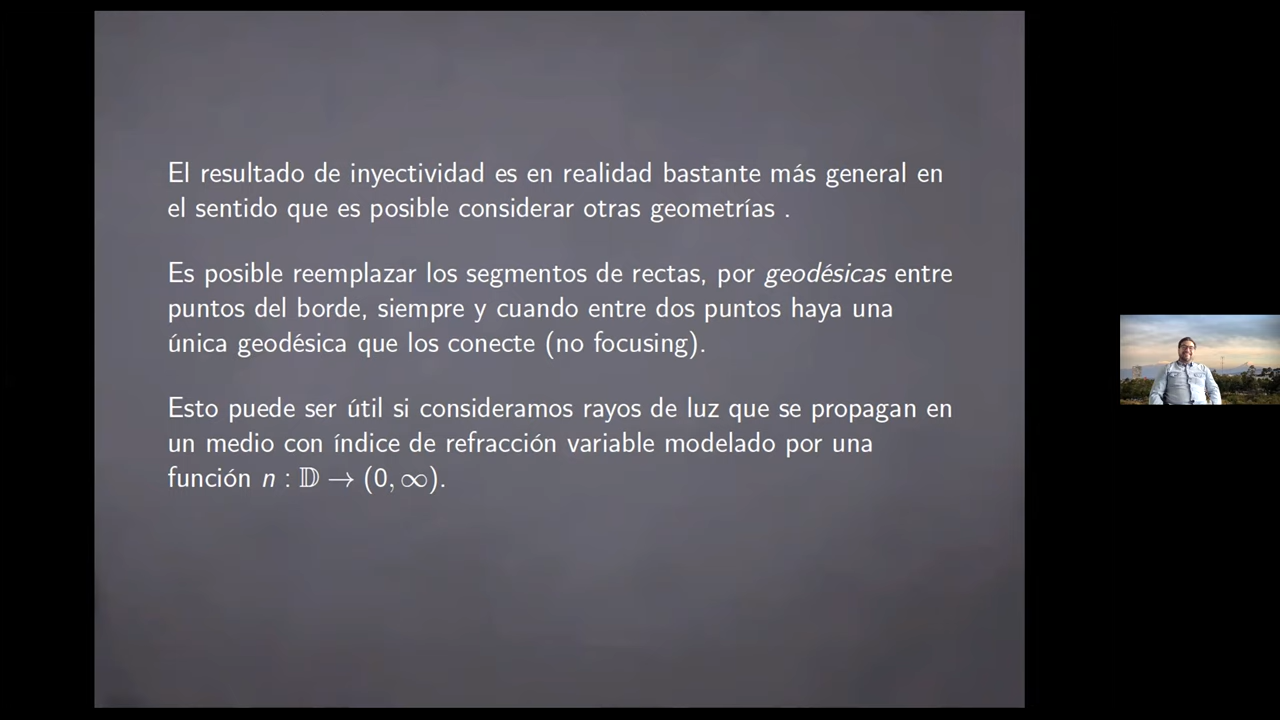 El resultado de inyectividad es en realidad bastante más general en
el sentido que es posible considerar otras geometrías .
Es posible reemplazar los segmentos de rectas, por geodésicas entre
puntos del borde, siempre y cuando entre dos puntos haya una
única geodésica que los conecte (no focusing).
Esto puede ser útil si consideramos rayos de luz que se propagan en
un medio con índice de refracción variable modelado por una
función n : 𝔻 → (0, ∞).